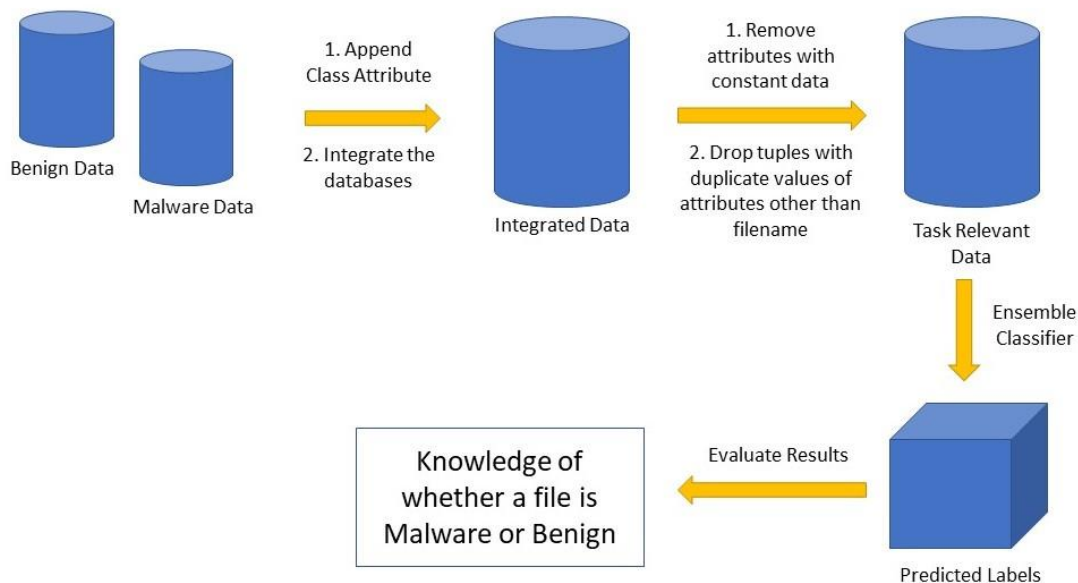 Benign Data
Malware Data
1. Append
Class Attribute
2. Integrate the
databases
Integrated Data
1. Remove
attributes with
constant data
2. Drop tuples with
duplicate values of
attributes other than
filename
Task Relevant
Data
Ensemble
Classifier
Predicted Labels
Evaluate Results
Knowledge of
whether a file is
Malware or Benign